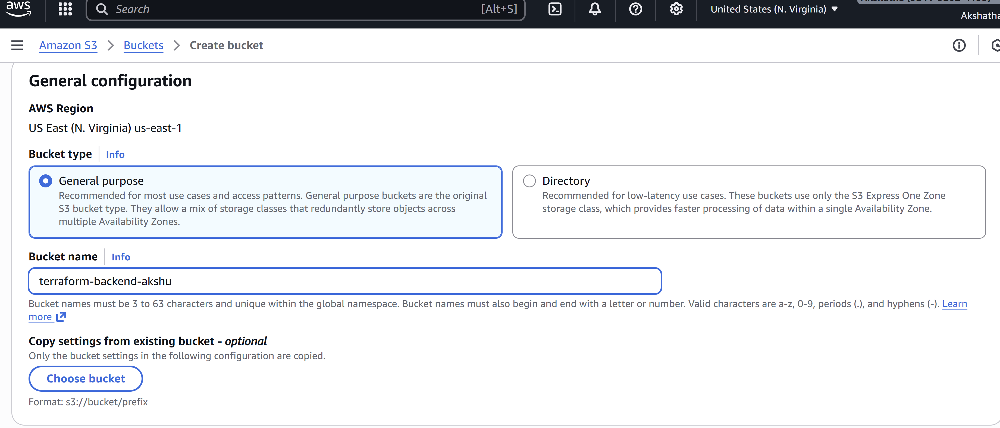 aws
Search
[Alt+S]
United States (N. Virginia)
Amazon S3
Buckets
Create bucket
General configuration
AWS Region
US East (N. Virginia) us-east-1
Bucket type
Info
General purpose
Recommended for most use cases and access patterns. General purpose buckets are the original
S3 bucket type. They allow a mix of storage classes that redundantly store objects across
multiple Availability Zones.
Directory
Recommended for low-latency use cases. These buckets use only the S3 Express One Zone
storage class, which provides faster processing of data within a single Availability Zone.
Bucket name
Info
terraform-backend-akshu
Bucket names must be 3 to 63 characters and unique within the global namespace. Bucket names must also begin and end with a letter or number. Valid characters are a-z, 0-9, periods (.), and hyphens (-). Learn
more
Copy settings from existing bucket - optional
Only the bucket settings in the following configuration are copied.
Choose bucket
Format: s3://bucket/prefix